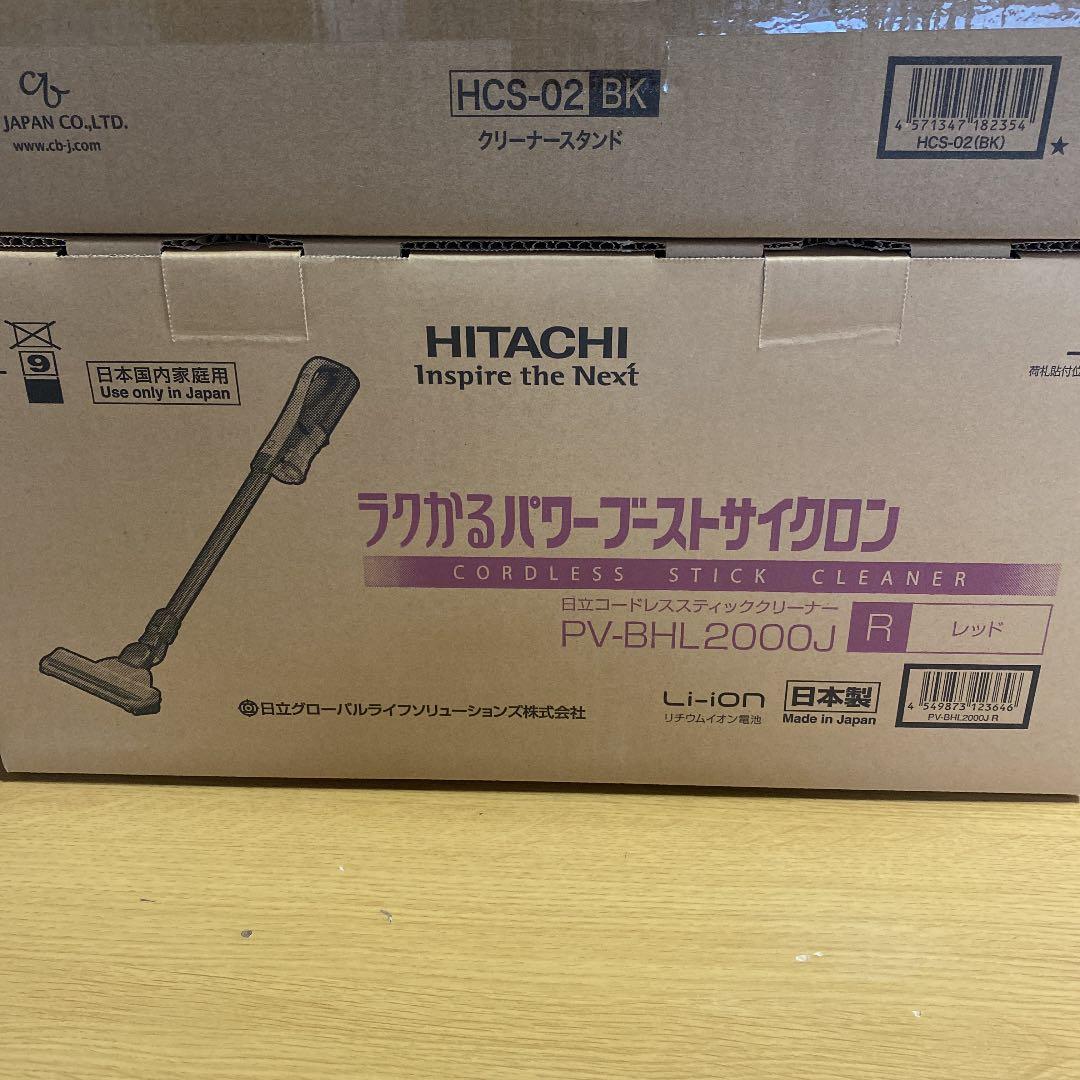 cb
JAPAN CO.,LTD.
www.cb-j.com
HCS-02 BK
クリーナースタンド
4 571347 182354
HCS-02(BK)
★
9
日本国内家庭用
Use only in Japan
HITACHI
Inspire the Next
荷札貼付位
ラクかるパワーブーストサイクロン
CORDLESS STICK CLEANER
日立コードレススティッククリーナー
PV-BHL2000J R レッド
日立グローバルライフソリューションズ株式会社
Li-ion
リチウムイオン電池
日本製
Made in Japan
4 549873 123646
PV-BHL2000J R